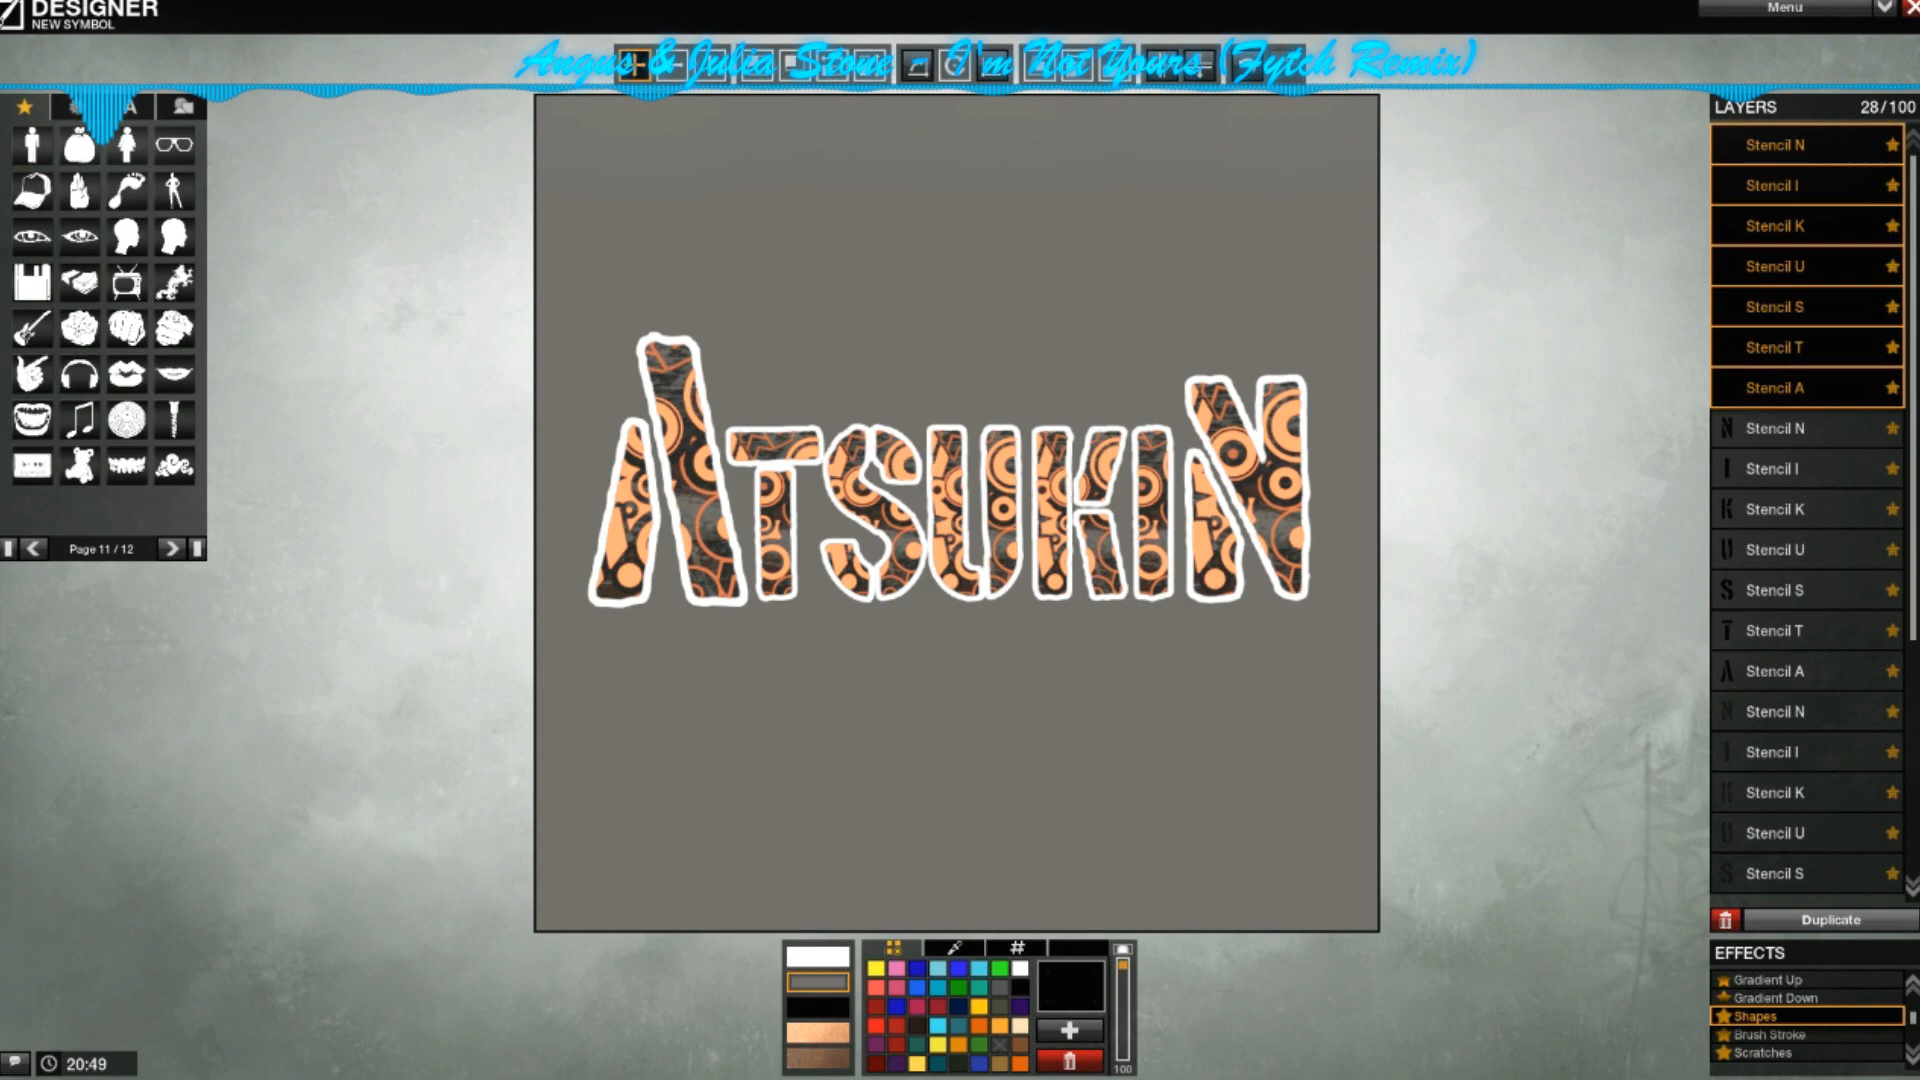 DESIGNER
NEW SYMBOL
Menu
Angus & Julia Stone - I'm Not Yours (Fytch Remix)
A
LAYERS 28/100
Stencil N
Stencil I
Stencil K
Stencil U
Stencil S
Stencil T
Stencil A
Stencil N
Stencil I
Stencil K
Stencil U
Stencil S
Stencil T
Stencil A
Stencil N
Stencil I
Stencil K
Stencil U
Stencil S
Page 11 / 12
ATSUKIN
Duplicate
EFFECTS
Gradient Up
Gradient Down
Shapes
Brush Stroke
Scratches
#
100
20:49